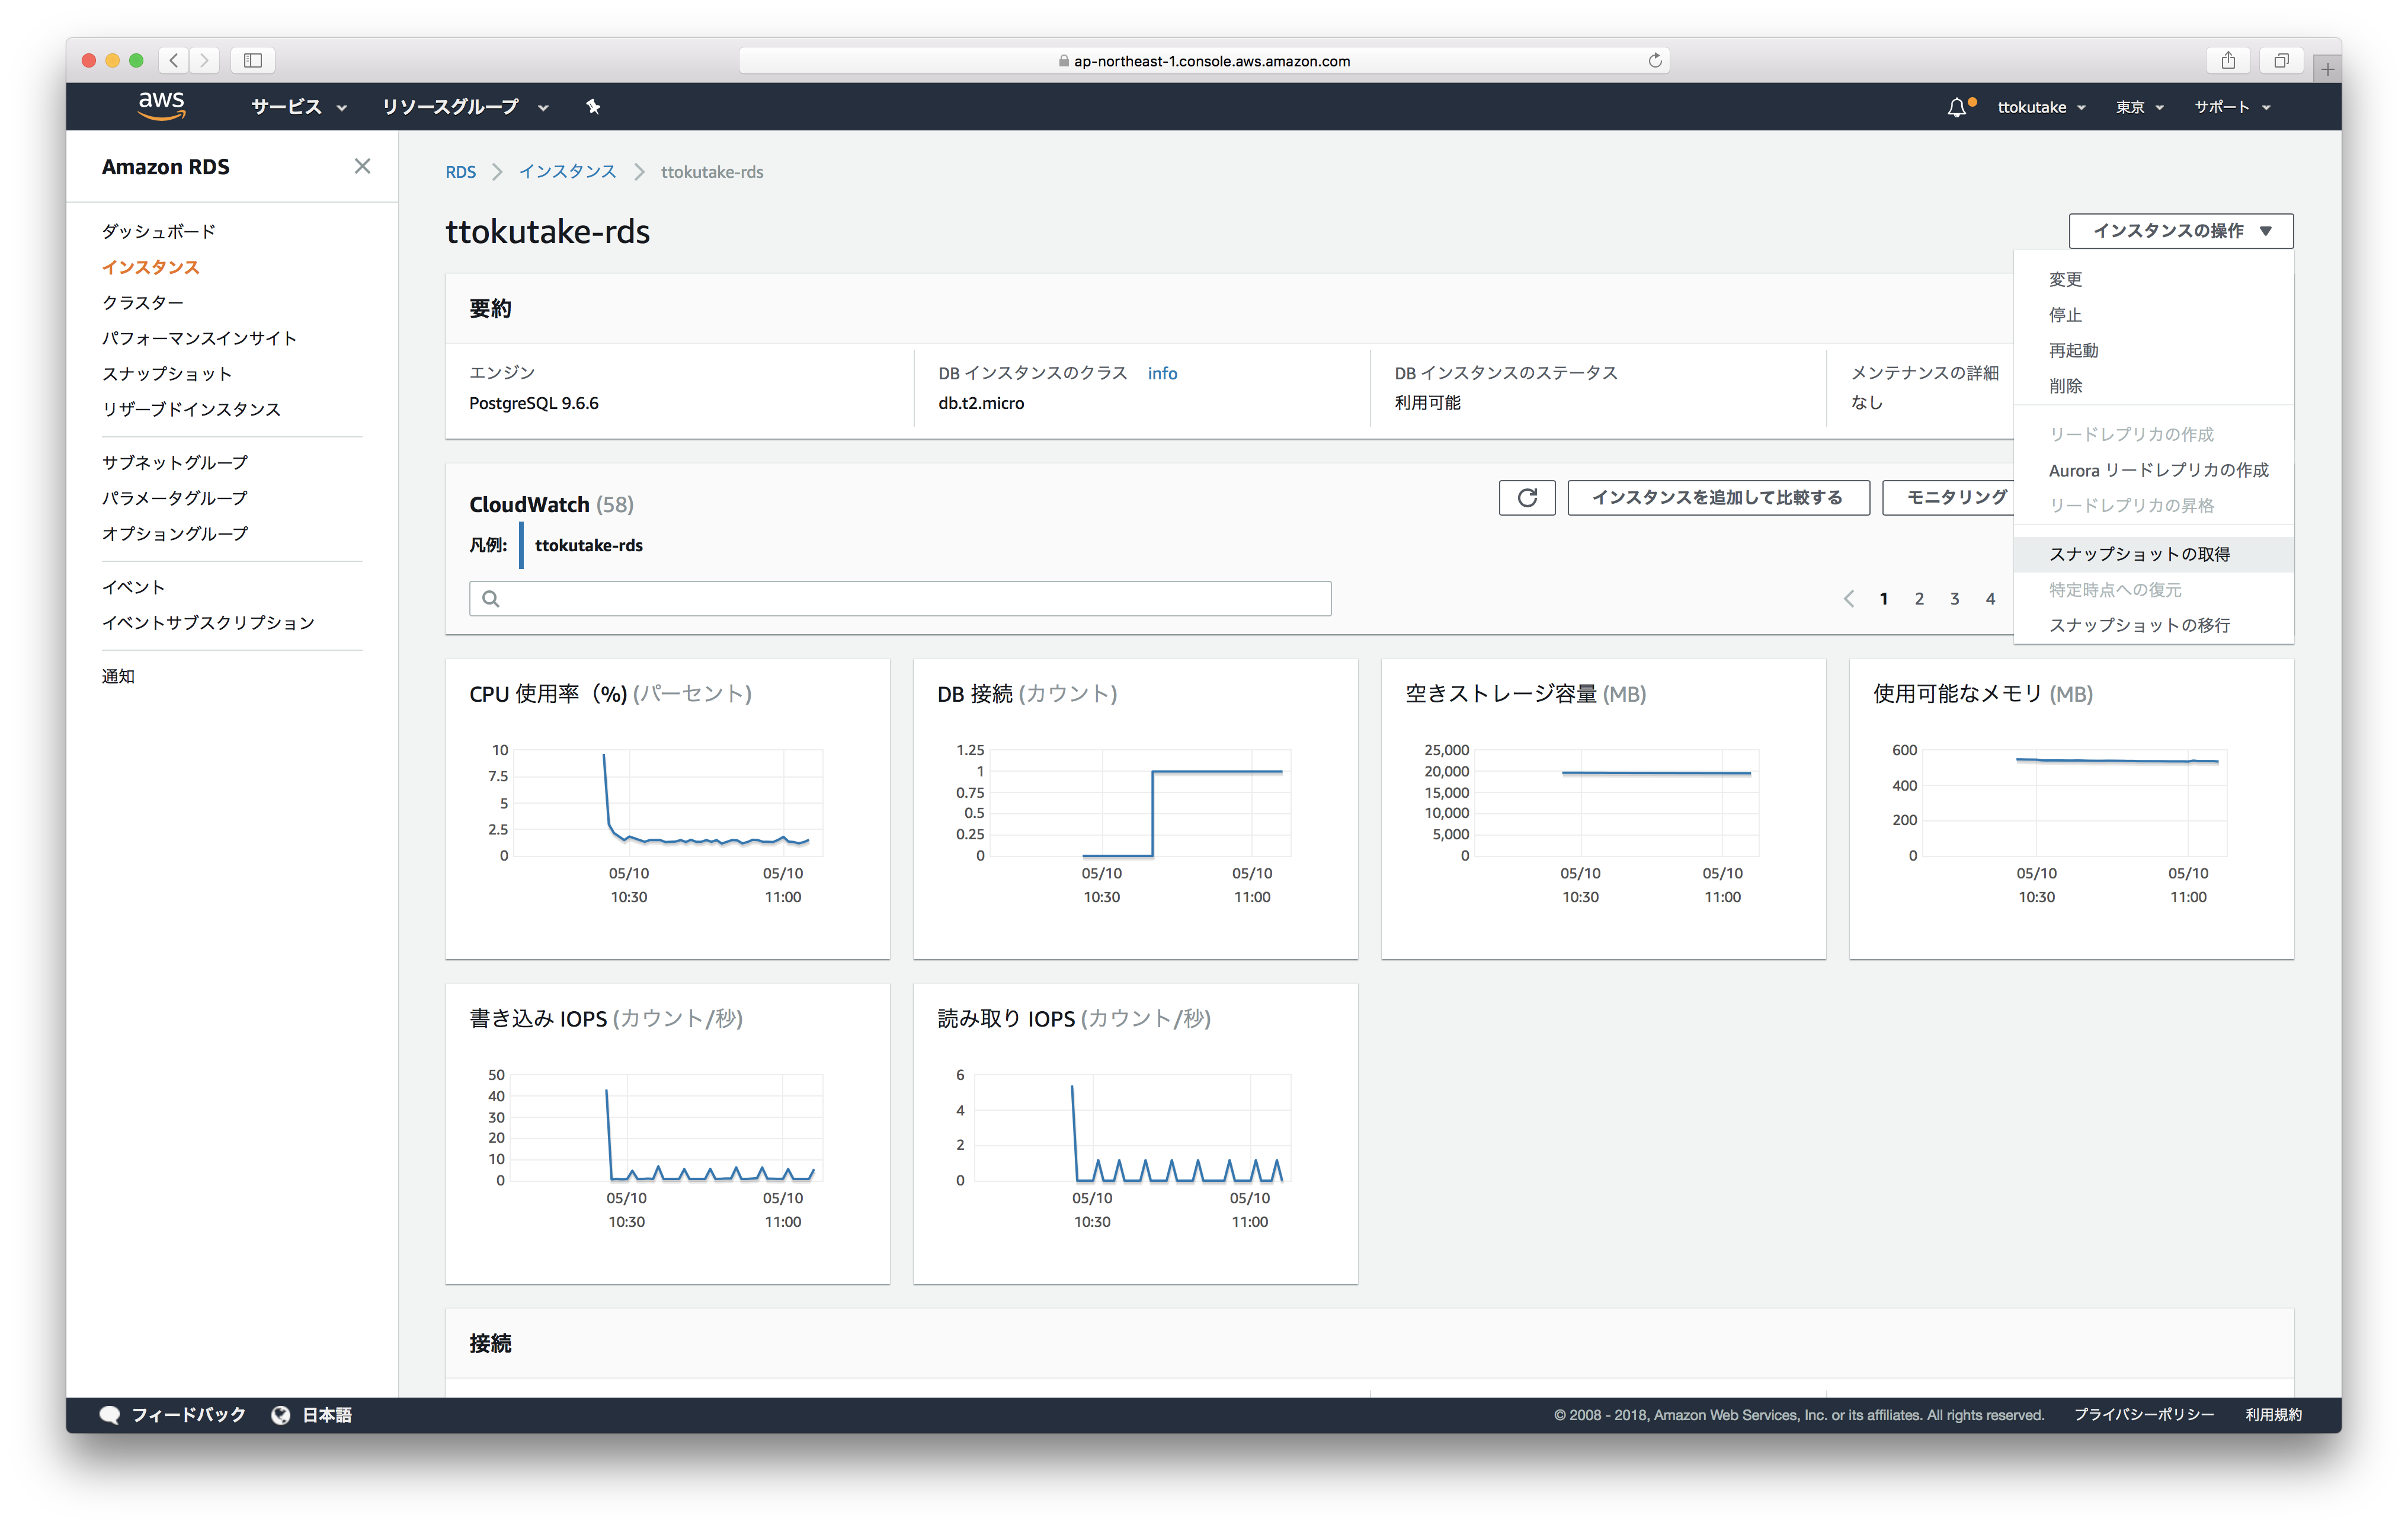 ap-northeast-1.console.aws.amazon.com
aws
サービス
リソースグループ
ttokutake
東京
サポート
Amazon RDS
ダッシュボード
インスタンス
クラスター
パフォーマンスインサイト
スナップショット
リザーブドインスタンス
サブネットグループ
パラメータグループ
オプショングループ
イベント
イベントサブスクリプション
通知
RDS
インスタンス
ttokutake-rds
ttokutake-rds
インスタンスの操作
変更
停止
再起動
削除
リードレプリカの作成
Aurora リードレプリカの作成
リードレプリカの昇格
スナップショットの取得
特定時点への復元
スナップショットの移行
要約
エンジン
PostgreSQL 9.6.6
DB インスタンスのクラス info
db.t2.micro
DB インスタンスのステータス
利用可能
メンテナンスの詳細
なし
CloudWatch (58)
インスタンスを追加して比較する
モニタリング
凡例:
ttokutake-rds
1 2 3 4
CPU 使用率（%) (パーセント)
10
7.5
5
2.5
0
05/10
10:30
05/10
11:00
DB 接続 (カウント)
1.25
1
0.75
0.5
0.25
0
05/10
10:30
05/10
11:00
空きストレージ容量 (MB)
25,000
20,000
15,000
10,000
5,000
0
05/10
10:30
05/10
11:00
使用可能なメモリ (MB)
600
400
200
0
05/10
10:30
05/10
11:00
書き込み IOPS (カウント/秒)
50
40
30
20
10
0
05/10
10:30
05/10
11:00
読み取り IOPS (カウント/秒)
6
4
2
0
05/10
10:30
05/10
11:00
接続
フィードバック
日本語
© 2008 - 2018, Amazon Web Services, Inc. or its affiliates. All rights reserved.
プライバシーポリシー
利用規約